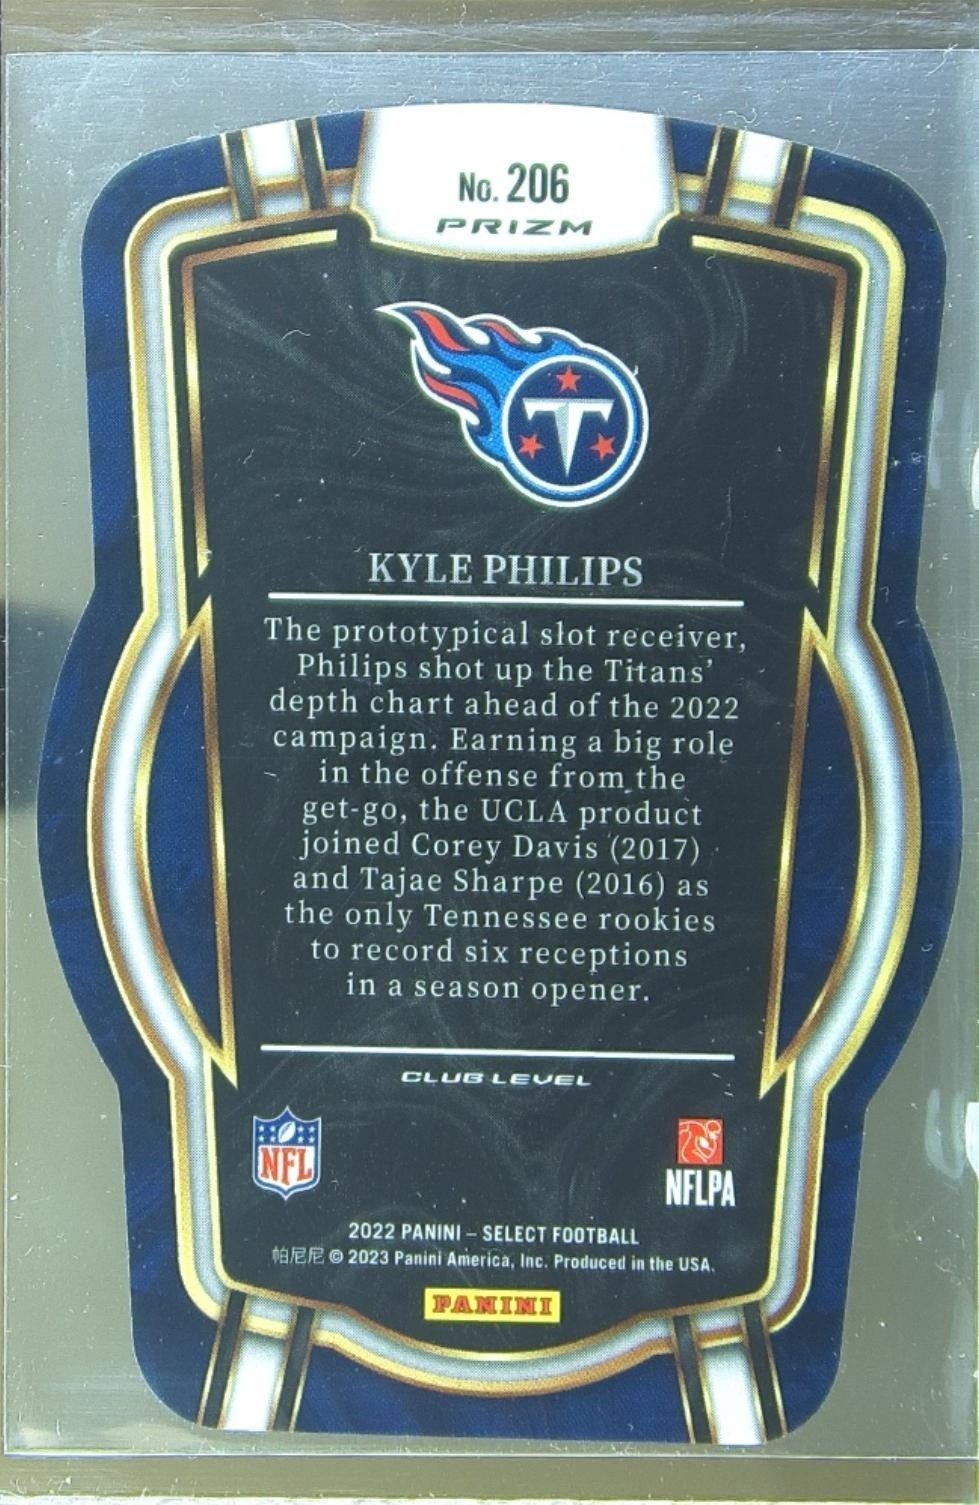 No. 206
PRIZM
T
KYLE PHILIPS
The prototypical slot receiver,
Philips shot up the Titans'
depth chart ahead of the 2022
campaign. Earning a big role
in the offense from the
get-go, the UCLA product
joined Corey Davis (2017)
and Tajae Sharpe (2016) as
the only Tennessee rookies
to record six receptions
in a season opener.
CLUB LEVEL
NFL
NFLPA
2022 PANINI – SELECT FOOTBALL
帕尼尼 © 2023 Panini America, Inc. Produced in the USA.
PANINI